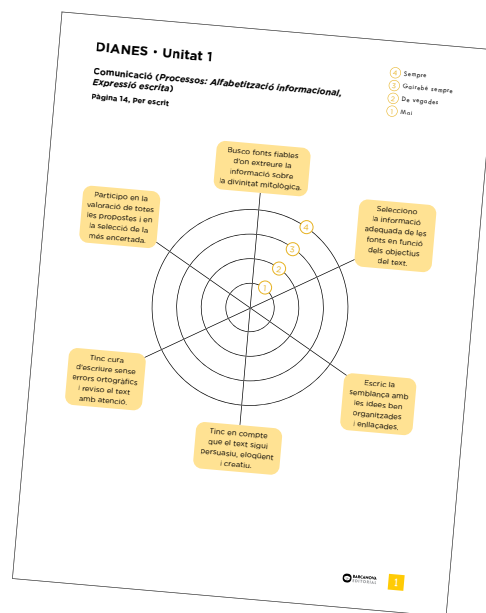 DIANES • Unitat 1
Comunicació (Processos: Alfabetització informacional,
Expressió escrita)
Pàgina 14, Per escrit
4 Sempre
3 Gairebé sempre
2 De vegades
1 Mai
Busco fonts fiables
d'on extreure la
informació sobre
la divinitat mitològica.
Participo en la
valoració de totes
les propostes i en
la selecció de la
més encertada.
Selecciono
la informació
adequada de les
fonts en funció
dels objectius
del text.
4
3
2
1
Tinc cura
d'escriure sense
errors ortogràfics
i reviso el text
amb atenció.
Escric la
semblança amb
les idees ben
organitzades
i enllaçades.
Tinc en compte
que el text sigui
persuasiu, eloqüent
i creatiu.
BARCANOVA
EDITORIAL
1